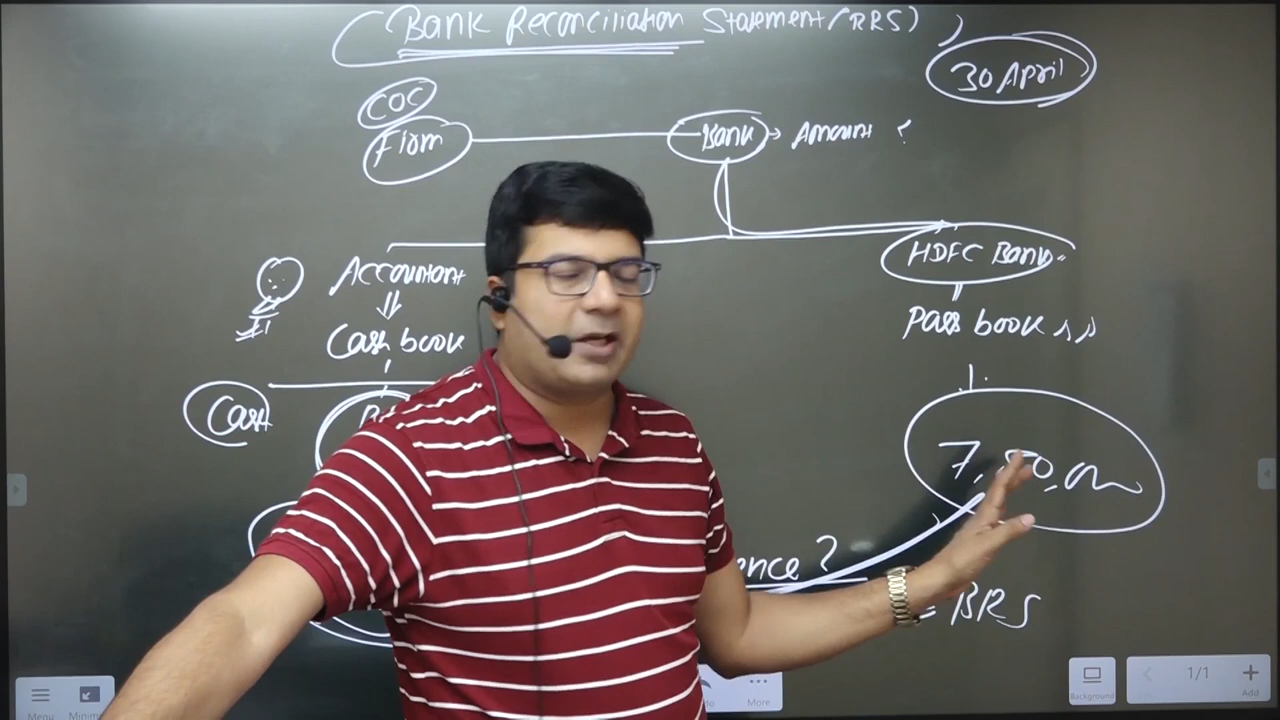 (Bank Reconciliation Statement (BRS)
30 April
COC
Firm
Bank → Amount ?
Accountant
HDFC Bank
Cash book
Pass book
Cash
ence ?
= BRS
Menu
More
Background
1/1
Add